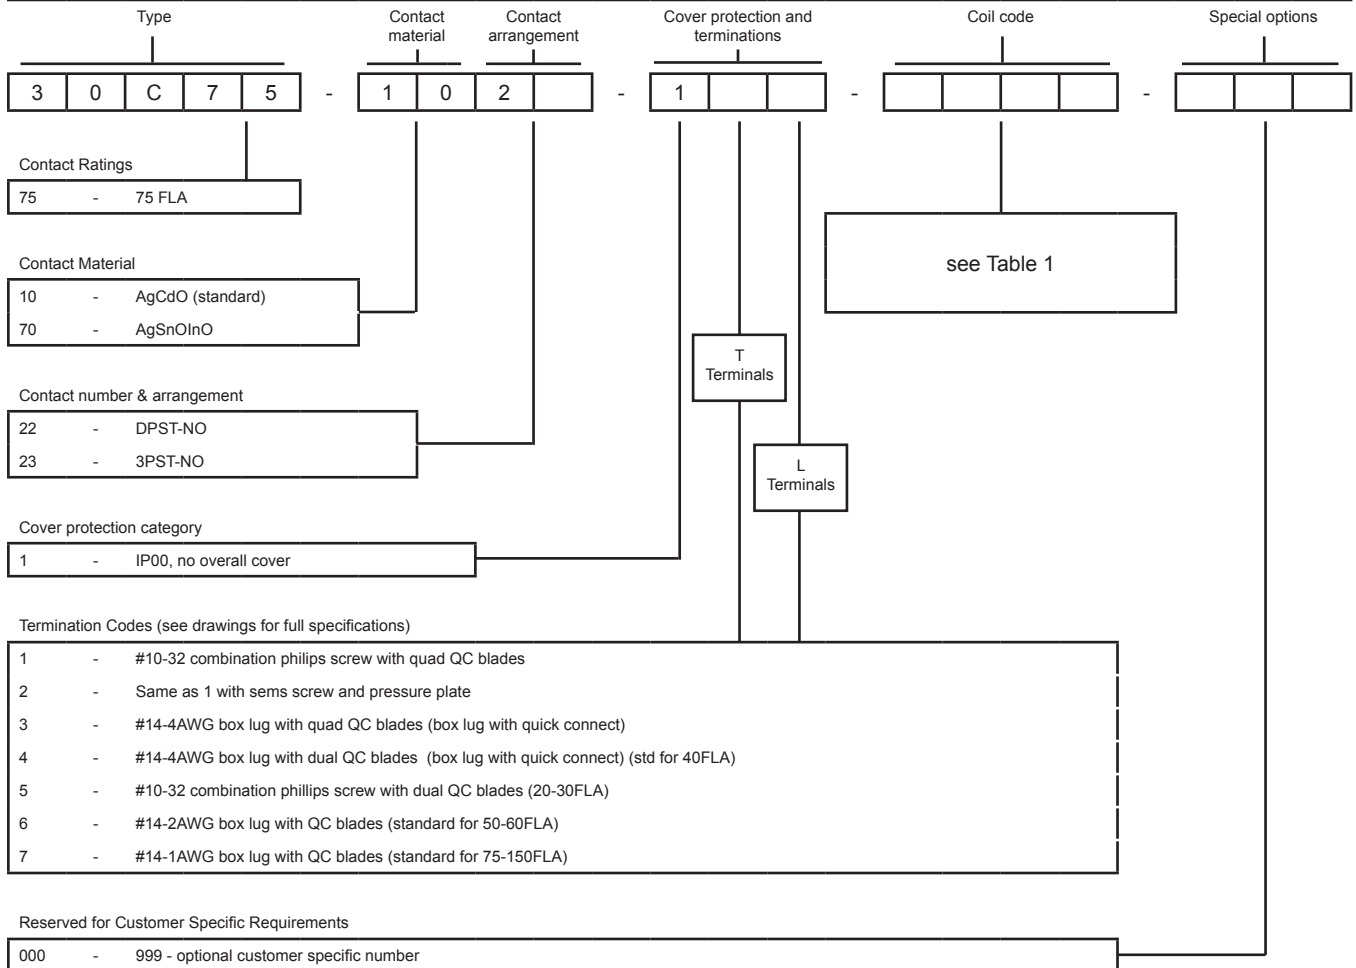 Type
Contact
material
Contact
arrangement
Cover protection and
terminations
Coil code
Special options
3 0 C 7 5 - 1 0 2 - 1 - -
Contact Ratings
75 - 75 FLA
Contact Material
10 - AgCdO (standard)
70 - AgSnOInO
see Table 1
T
Terminals
Contact number & arrangement
22 - DPST-NO
23 - 3PST-NO
L
Terminals
Cover protection category
1 - IP00, no overall cover
Termination Codes (see drawings for full specifications)
1 - #10-32 combination philips screw with quad QC blades
2 - Same as 1 with sems screw and pressure plate
3 - #14-4AWG box lug with quad QC blades (box lug with quick connect)
4 - #14-4AWG box lug with dual QC blades (box lug with quick connect) (std for 40FLA)
5 - #10-32 combination phillips screw with dual QC blades (20-30FLA)
6 - #14-2AWG box lug with QC blades (standard for 50-60FLA)
7 - #14-1AWG box lug with QC blades (standard for 75-150FLA)
Reserved for Customer Specific Requirements
000 - 999 - optional customer specific number